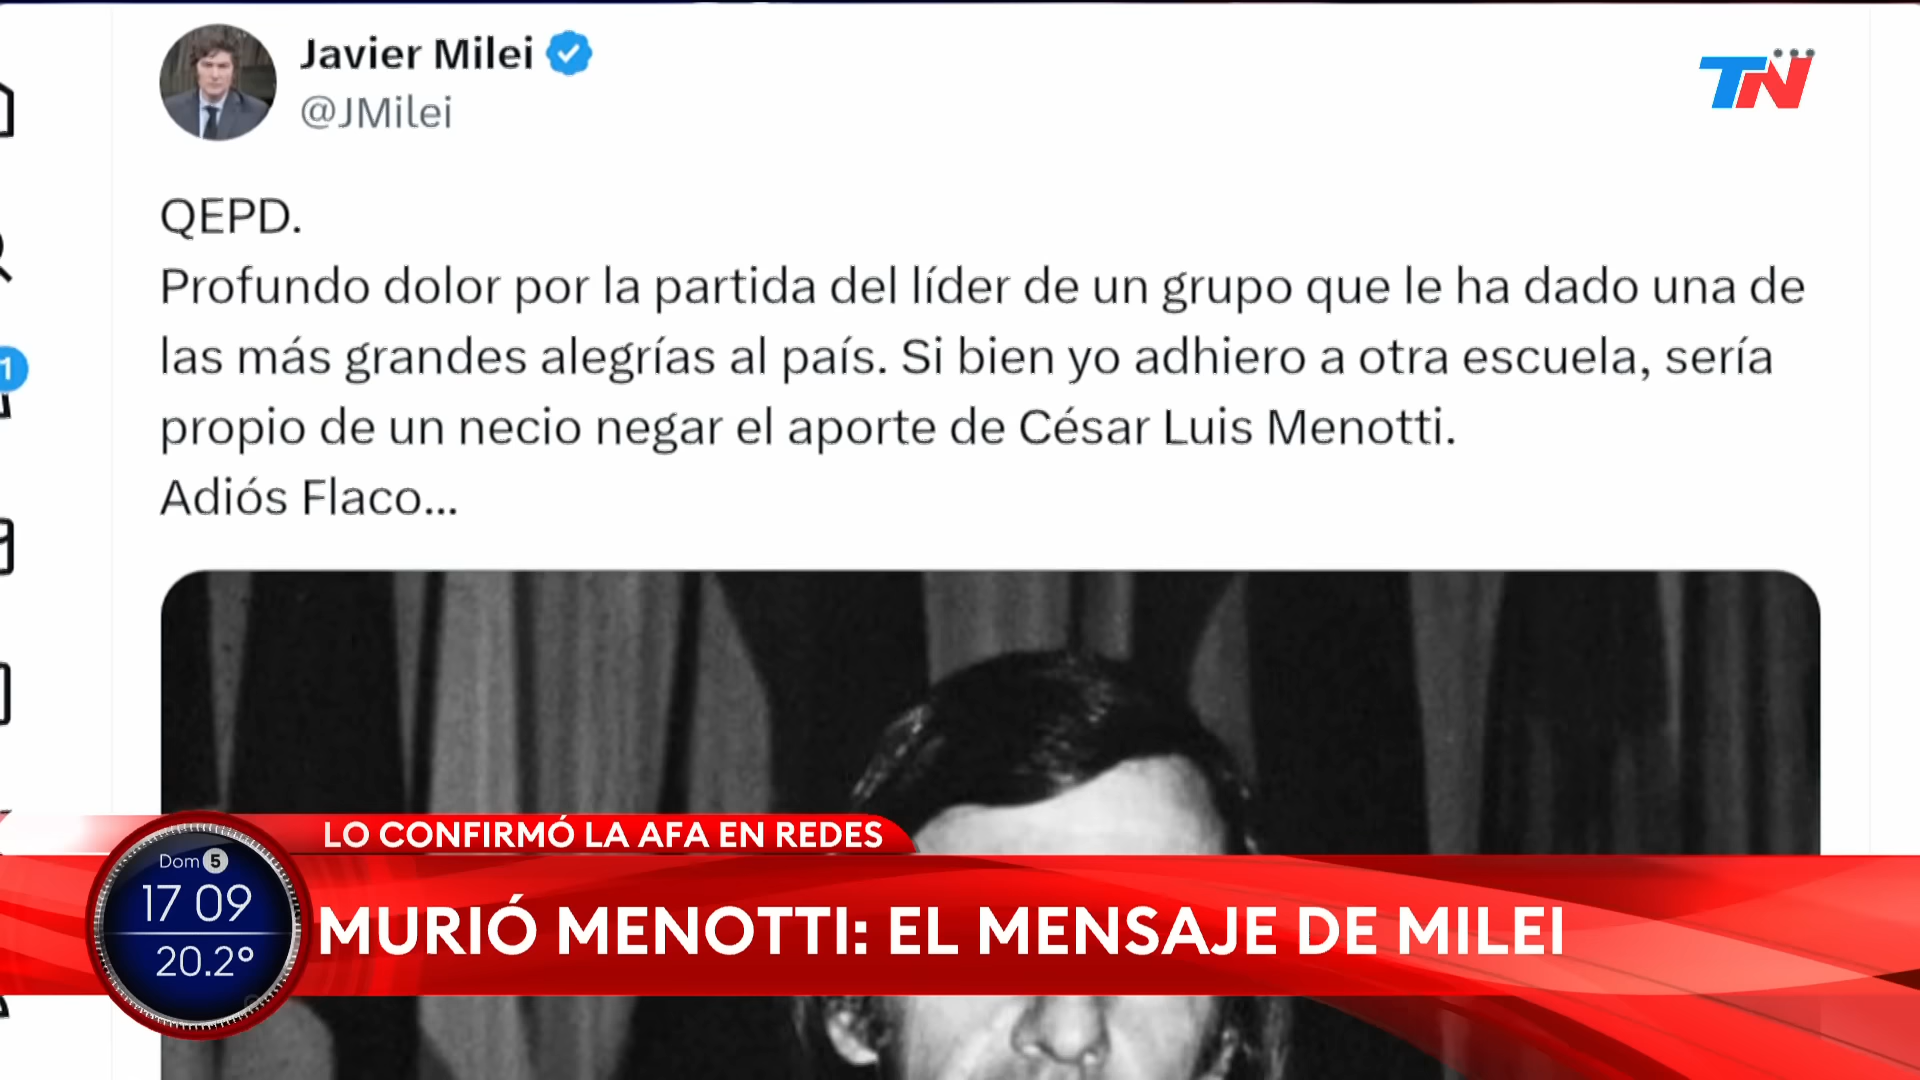 Javier Milei
@JMilei
TN
QEPD.
Profundo dolor por la partida del líder de un grupo que le ha dado una de
las más grandes alegrías al país. Si bien yo adhiero a otra escuela, sería
propio de un necio negar el aporte de César Luis Menotti.
Adiós Flaco...
1
LO CONFIRMÓ LA AFA EN REDES
Dom 5
17 09
20.2°
MURIÓ MENOTTI: EL MENSAJE DE MILEI